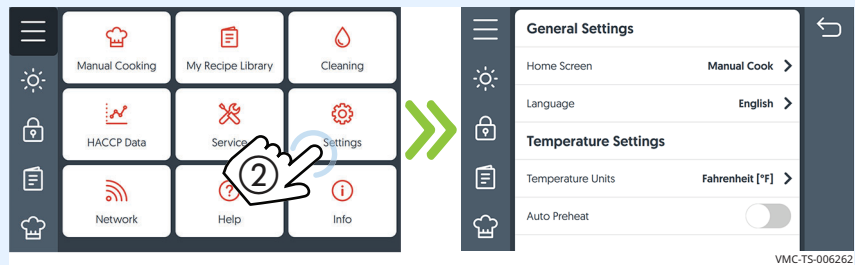 Manual Cooking
My Recipe Library
Cleaning
HACCP Data
Service
Settings
2
Network
Help
Info
General Settings
Home Screen Manual Cook
Language English
Temperature Settings
Temperature Units Fahrenheit [°F]
Auto Preheat
VMC-TS-006262